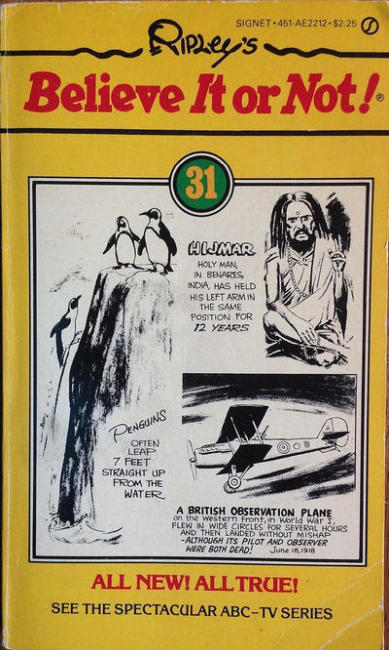 SIGNET • 451-AE2212 • $2.25
RIPLEY'S
Believe It or Not!®
31
HIJMAR
HOLY MAN,
IN BENARES,
INDIA, HAS HELD
HIS LEFT ARM IN
THE SAME
POSITION FOR
12 YEARS
PENGUINS
OFTEN
LEAP
7 FEET
STRAIGHT UP
FROM THE
WATER
A BRITISH OBSERVATION PLANE
on the Western Front, in World War I,
FLEW IN WIDE CIRCLES FOR SEVERAL HOURS
AND THEN LANDED WITHOUT MISHAP
-ALTHOUGH ITS PILOT AND OBSERVER
WERE BOTH DEAD! June 18, 1918
ALL NEW! ALL TRUE!
SEE THE SPECTACULAR ABC-TV SERIES